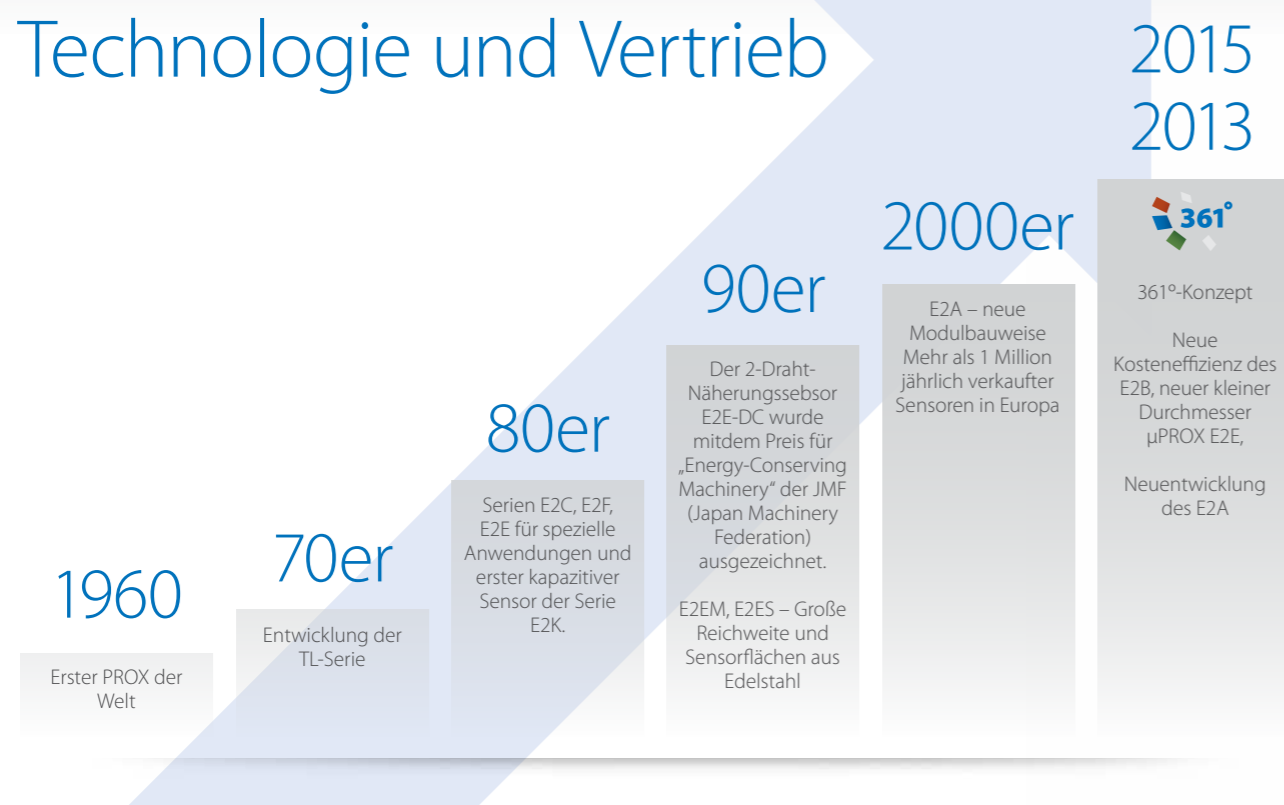 Technologie und Vertrieb
1960
Erster PROX der
Welt
70er
Entwicklung der
TL-Serie
80er
Serien E2C, E2F,
E2E für spezielle
Anwendungen und
erster kapazitiver
Sensor der Serie
E2K.
90er
Der 2-Draht-
Näherungssebsor
E2E-DC wurde
mitdem Preis für
„Energy-Conserving
Machinery“ der JMF
(Japan Machinery
Federation)
ausgezeichnet.
E2EM, E2ES – Große
Reichweite und
Sensorflächen aus
Edelstahl
2000er
E2A – neue
Modulbauweise
Mehr als 1 Million
jährlich verkaufter
Sensoren in Europa
2015
2013
361°
361º-Konzept
Neue
Kosteneffizienz des
E2B, neuer kleiner
Durchmesser
µPROX E2E,
Neuentwicklung
des E2A